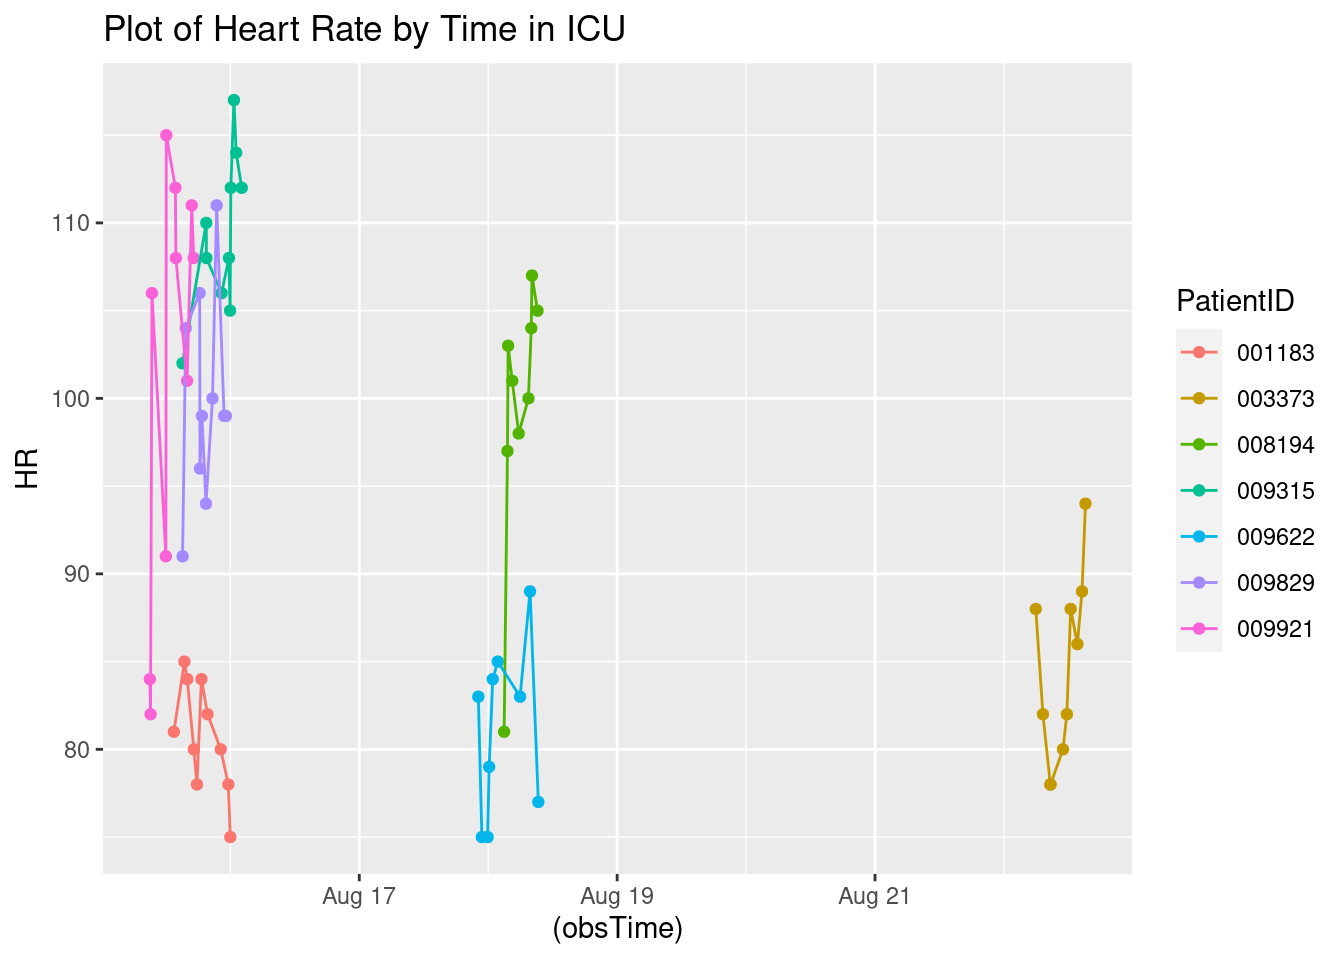 Plot of Heart Rate by Time in ICU
110
100
90
80
HR
Aug 17
Aug 19
Aug 21
(obsTime)
PatientID
001183
003373
008194
009315
009622
009829
009921